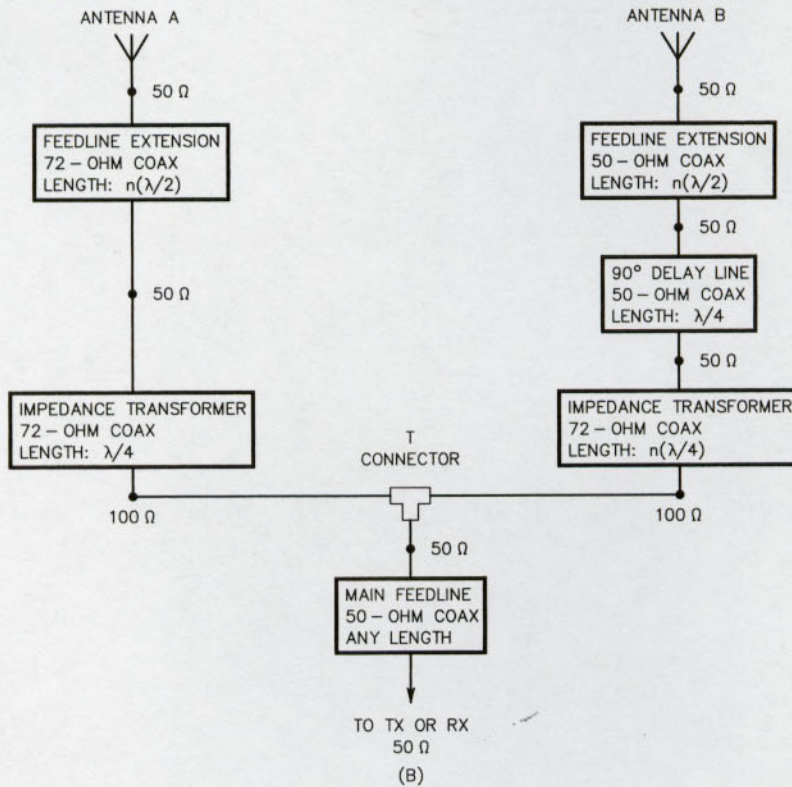 ANTENNA A
50 Ω
FEEDLINE EXTENSION
72-OHM COAX
LENGTH: n(λ/2)
50 Ω
IMPEDANCE TRANSFORMER
72-OHM COAX
LENGTH: λ/4
100 Ω
ANTENNA B
50 Ω
FEEDLINE EXTENSION
50-OHM COAX
LENGTH: n(λ/2)
50 Ω
90° DELAY LINE
50-OHM COAX
LENGTH: λ/4
50 Ω
IMPEDANCE TRANSFORMER
72-OHM COAX
LENGTH: n(λ/4)
100 Ω
T
CONNECTOR
50 Ω
MAIN FEEDLINE
50-OHM COAX
ANY LENGTH
TO TX OR RX
50 Ω
(B)